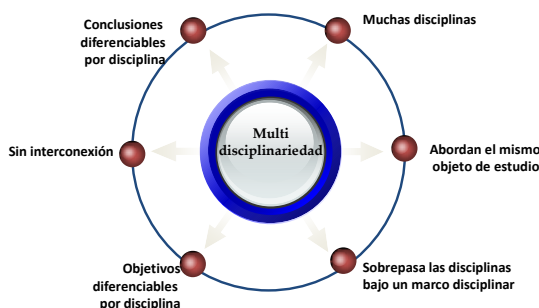 Conclusiones
diferenciables
por disciplina
Muchas disciplinas
Multi
disciplinariedad
Sin interconexión
Abordan el mismo
objeto de estudio
Objetivos
diferenciables
por disciplina
Sobrepasa las disciplinas
bajo un marco disciplinar